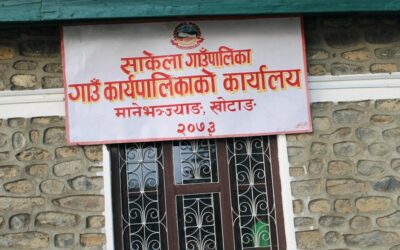 साकेला गाउँपालिका
गाउँ कार्यपालिकाको कार्यालय
मानेभञ्ज्याङ, खोटाङ
२०७३